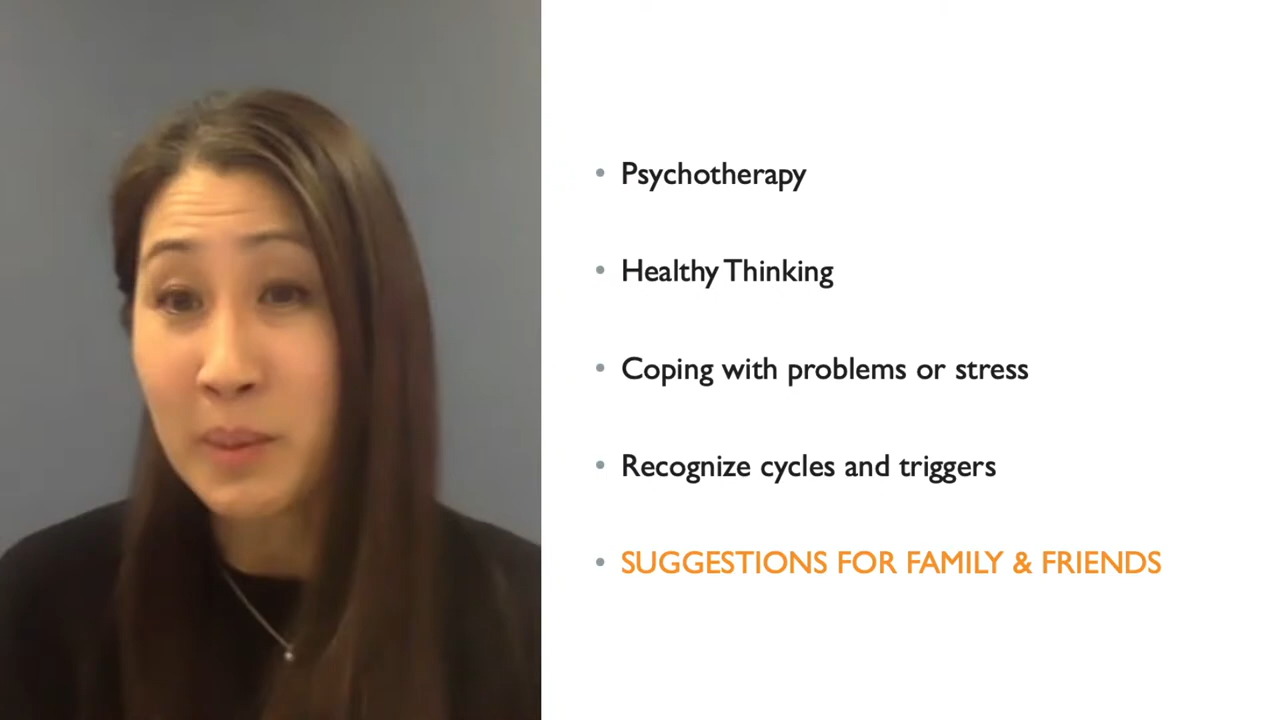 Psychotherapy
Healthy Thinking
Coping with problems or stress
Recognize cycles and triggers
SUGGESTIONS FOR FAMILY & FRIENDS